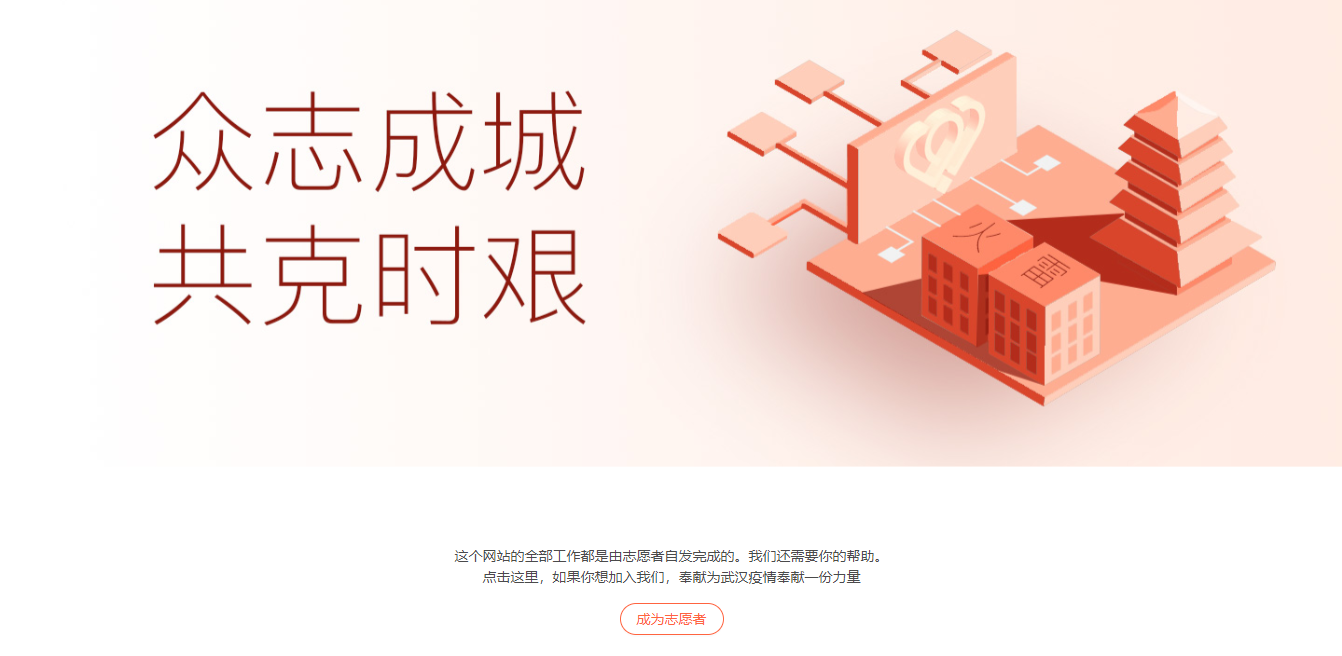 众志成城
共克时艰
火
雷
这个网站的全部工作都是由志愿者自发完成的。我们还需要你的帮助。
点击这里，如果你想加入我们，奉献为武汉疫情奉献一份力量
成为志愿者